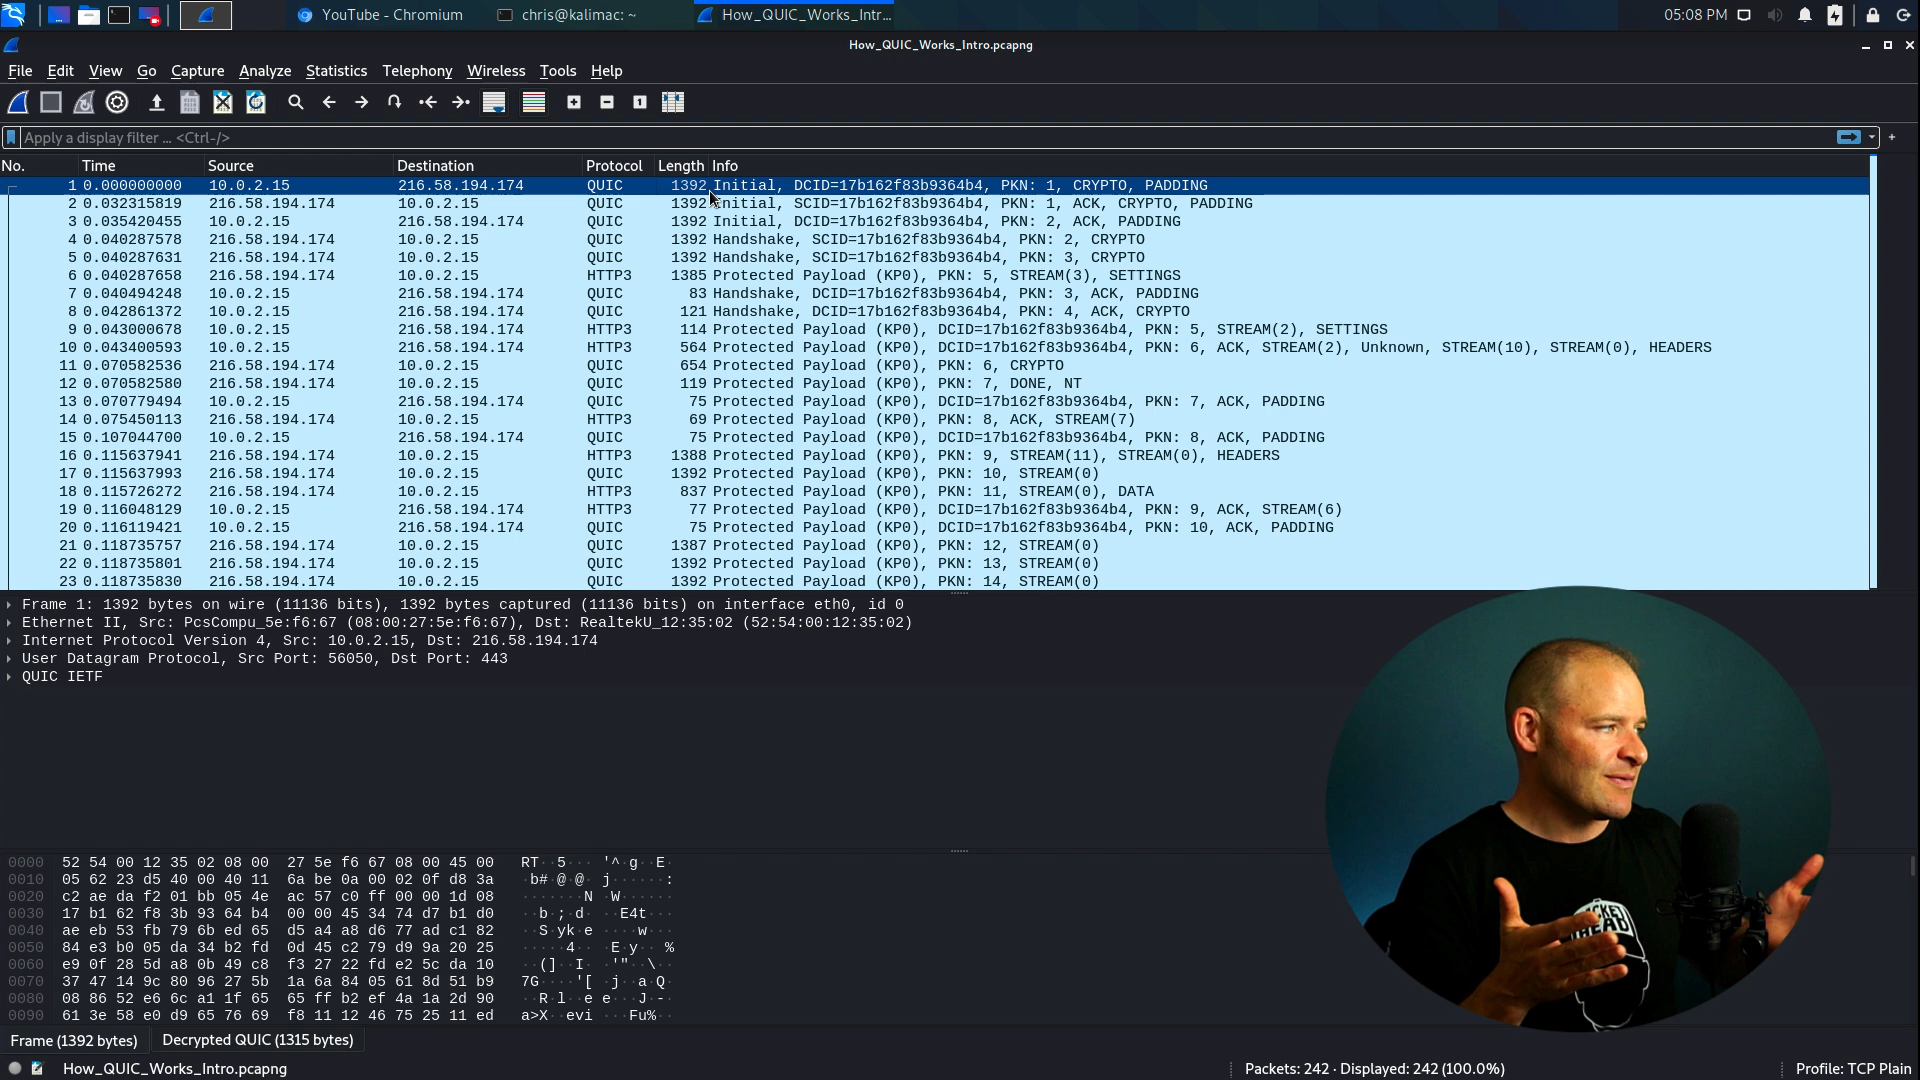 YouTube - Chromium
chris@kalimac: ~
How_QUIC_Works_Intr...
05:08 PM
How_QUIC_Works_Intro.pcapng
File Edit View Go Capture Analyze Statistics Telephony Wireless Tools Help
Apply a display filter ... <Ctrl-/>
No. Time Source Destination Protocol Length Info
1 0.000000000 10.0.2.15 216.58.194.174 QUIC 1392 Initial, DCID=17b162f83b9364b4, PKN: 1, CRYPTO, PADDING
2 0.032315819 216.58.194.174 10.0.2.15 QUIC 1392 Initial, SCID=17b162f83b9364b4, PKN: 1, ACK, CRYPTO, PADDING
3 0.035420455 10.0.2.15 216.58.194.174 QUIC 1392 Initial, DCID=17b162f83b9364b4, PKN: 2, ACK, PADDING
4 0.040287578 216.58.194.174 10.0.2.15 QUIC 1392 Handshake, SCID=17b162f83b9364b4, PKN: 2, CRYPTO
5 0.040287631 216.58.194.174 10.0.2.15 QUIC 1392 Handshake, SCID=17b162f83b9364b4, PKN: 3, CRYPTO
6 0.040287658 216.58.194.174 10.0.2.15 HTTP3 1385 Protected Payload (KP0), PKN: 5, STREAM(3), SETTINGS
7 0.040494248 10.0.2.15 216.58.194.174 QUIC 83 Handshake, DCID=17b162f83b9364b4, PKN: 3, ACK, PADDING
8 0.042861372 10.0.2.15 216.58.194.174 QUIC 121 Handshake, DCID=17b162f83b9364b4, PKN: 4, ACK, CRYPTO
9 0.043000678 10.0.2.15 216.58.194.174 HTTP3 114 Protected Payload (KP0), DCID=17b162f83b9364b4, PKN: 5, STREAM(2), SETTINGS
10 0.043400593 10.0.2.15 216.58.194.174 HTTP3 564 Protected Payload (KP0), DCID=17b162f83b9364b4, PKN: 6, ACK, STREAM(2), Unknown, STREAM(10), STREAM(0), HEADERS
11 0.070582536 216.58.194.174 10.0.2.15 QUIC 654 Protected Payload (KP0), PKN: 6, CRYPTO
12 0.070582580 216.58.194.174 10.0.2.15 QUIC 119 Protected Payload (KP0), PKN: 7, DONE, NT
13 0.070779494 10.0.2.15 216.58.194.174 QUIC 75 Protected Payload (KP0), DCID=17b162f83b9364b4, PKN: 7, ACK, PADDING
14 0.075450113 216.58.194.174 10.0.2.15 HTTP3 69 Protected Payload (KP0), PKN: 8, ACK, STREAM(7)
15 0.107044700 10.0.2.15 216.58.194.174 QUIC 75 Protected Payload (KP0), DCID=17b162f83b9364b4, PKN: 8, ACK, PADDING
16 0.115637941 216.58.194.174 10.0.2.15 HTTP3 1388 Protected Payload (KP0), PKN: 9, STREAM(11), STREAM(0), HEADERS
17 0.115637993 216.58.194.174 10.0.2.15 QUIC 1392 Protected Payload (KP0), PKN: 10, STREAM(0)
18 0.115726272 216.58.194.174 10.0.2.15 HTTP3 837 Protected Payload (KP0), PKN: 11, STREAM(0), DATA
19 0.116048129 10.0.2.15 216.58.194.174 HTTP3 77 Protected Payload (KP0), DCID=17b162f83b9364b4, PKN: 9, ACK, STREAM(6)
20 0.116119421 10.0.2.15 216.58.194.174 QUIC 75 Protected Payload (KP0), DCID=17b162f83b9364b4, PKN: 10, ACK, PADDING
21 0.118735757 216.58.194.174 10.0.2.15 QUIC 1387 Protected Payload (KP0), PKN: 12, STREAM(0)
22 0.118735801 216.58.194.174 10.0.2.15 QUIC 1392 Protected Payload (KP0), PKN: 13, STREAM(0)
23 0.118735830 216.58.194.174 10.0.2.15 QUIC 1392 Protected Payload (KP0), PKN: 14, STREAM(0)
Frame 1: 1392 bytes on wire (11136 bits), 1392 bytes captured (11136 bits) on interface eth0, id 0
Ethernet II, Src: PcsCompu_5e:f6:67 (08:00:27:5e:f6:67), Dst: RealtekU_12:35:02 (52:54:00:12:35:02)
Internet Protocol Version 4, Src: 10.0.2.15, Dst: 216.58.194.174
User Datagram Protocol, Src Port: 56050, Dst Port: 443
QUIC IETF
0000 52 54 00 12 35 02 08 00 27 5e f6 67 08 00 45 00 RT··5··· '^·g··E·
0010 05 62 23 d5 40 00 40 11 6a be 0a 00 02 0f d8 3a ·b#·@·@· j······:
0020 c2 ae da f2 01 bb 05 4e ac 57 c0 ff 00 00 1d 08 ·······N ·W······
0030 17 b1 62 f8 3b 93 64 b4 00 00 45 34 74 d7 b1 d0 ··b·;·d· ··E4t···
0040 ae eb 53 fb 79 6b ed 65 d5 a4 a8 d6 77 ad c1 82 ··S·yk·e ····w···
0050 84 e3 b0 05 da 34 b2 fd 0d 45 c2 79 d9 9a 20 25 ·····4·· ·E·y·· %
0060 e9 0f 28 5d a8 0b 49 c8 f3 27 22 fd e2 5c da 10 ··(]··I· ·'"··\··
0070 37 47 14 9c 80 96 27 5b 1a 6a 84 05 61 8d 51 b9 7G····'[ ·j··a·Q·
0080 08 86 52 e6 6c a1 1f 65 65 ff b2 ef 4a 1a 2d 90 ··R·l··e e···J·-·
0090 61 3e 58 e0 d9 65 76 69 f8 11 12 46 75 25 11 ed a>X··evi ···Fu%··
Frame (1392 bytes) Decrypted QUIC (1315 bytes)
How_QUIC_Works_Intro.pcapng
Packets: 242 · Displayed: 242 (100.0%)
Profile: TCP Plain